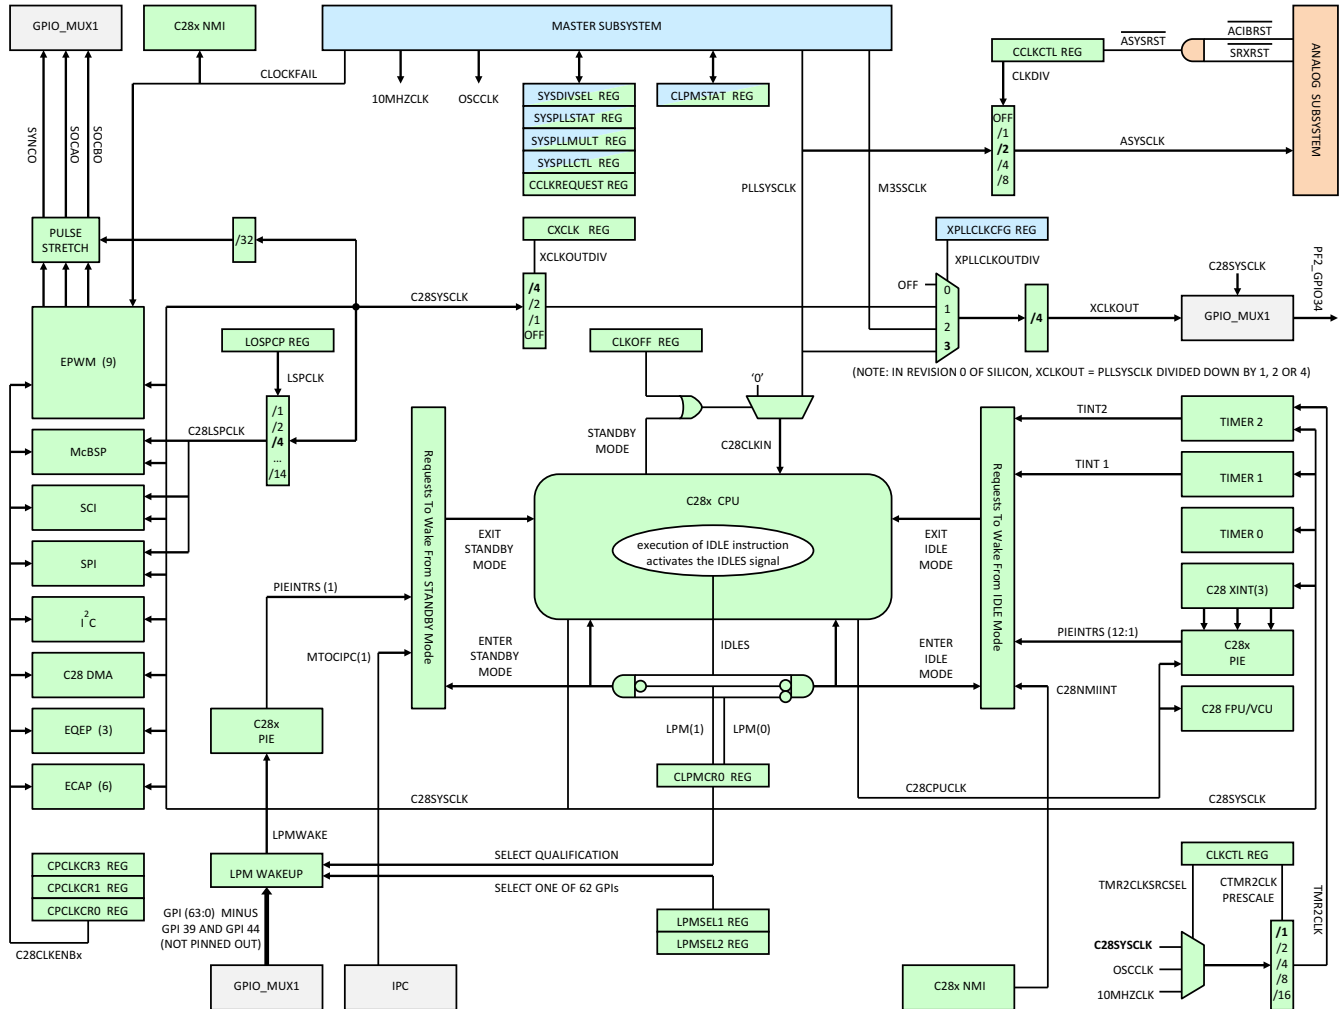 GPIO_MUX1
C28x NMI
MASTER SUBSYSTEM
CCLKCTL REG
ASYSRST
ACIBRST
SRXRST
ANALOG SUBSYSTEM
CLOCKFAIL
10MHZCLK
OSCCLK
SYSDIVSEL REG
SYSPLLSTAT REG
SYSPLLMULT REG
SYSPLLCTL REG
CCLKREQUEST REG
CLPMSTAT REG
CLKDIV
OFF
/1
/2
/4
/8
ASYSCLK
SYNCO
SOCAO
SOCBO
PLLSYSCLK
M3SSCLK
PULSE
STRETCH
/32
CXCLK REG
XCLKOUTDIV
/4
/2
/1
OFF
C28SYSCLK
XPLLCLKCFG REG
XPLLCLKOUTDIV
OFF
0
1
2
3
/4
XCLKOUT
C28SYSCLK
GPIO_MUX1
PF2_GPIO34
(NOTE: IN REVISION 0 OF SILICON, XCLKOUT = PLLSYSCLK DIVIDED DOWN BY 1, 2 OR 4)
EPWM (9)
LOSPCP REG
LSPCLK
/1
/2
/4
...
/14
C28LSPCLK
CLKOFF REG
'0'
STANDBY
MODE
C28CLKIN
McBSP
SCI
SPI
I2C
C28 DMA
EQEP (3)
ECAP (6)
Requests To Wake From STANDBY Mode
C28x CPU
execution of IDLE instruction
activates the IDLES signal
EXIT
STANDBY
MODE
EXIT
IDLE
MODE
Requests To Wake From IDLE Mode
TINT2
TINT 1
TIMER 2
TIMER 1
TIMER 0
C28 XINT(3)
PIEINTRS (12:1)
C28x
PIE
C28 FPU/VCU
PIEINTRS (1)
MTOCIPC(1)
ENTER
STANDBY
MODE
IDLES
ENTER
IDLE
MODE
C28NMIINT
LPM(1)
LPM(0)
C28x
PIE
CLPMCR0 REG
C28CPUCLK
C28SYSCLK
C28SYSCLK
LPMWAKE
LPM WAKEUP
SELECT QUALIFICATION
SELECT ONE OF 62 GPIs
LPMSEL1 REG
LPMSEL2 REG
CPCLKCR3 REG
CPCLKCR1 REG
CPCLKCR0 REG
C28CLKENBx
GPI (63:0) MINUS
GPI 39 AND GPI 44
(NOT PINNED OUT)
GPIO_MUX1
IPC
C28x NMI
CLKCTL REG
TMR2CLKSRCSEL
CTMR2CLK
PRESCALE
C28SYSCLK
OSCCLK
10MHZCLK
/1
/2
/4
/8
/16
TMR2CLK